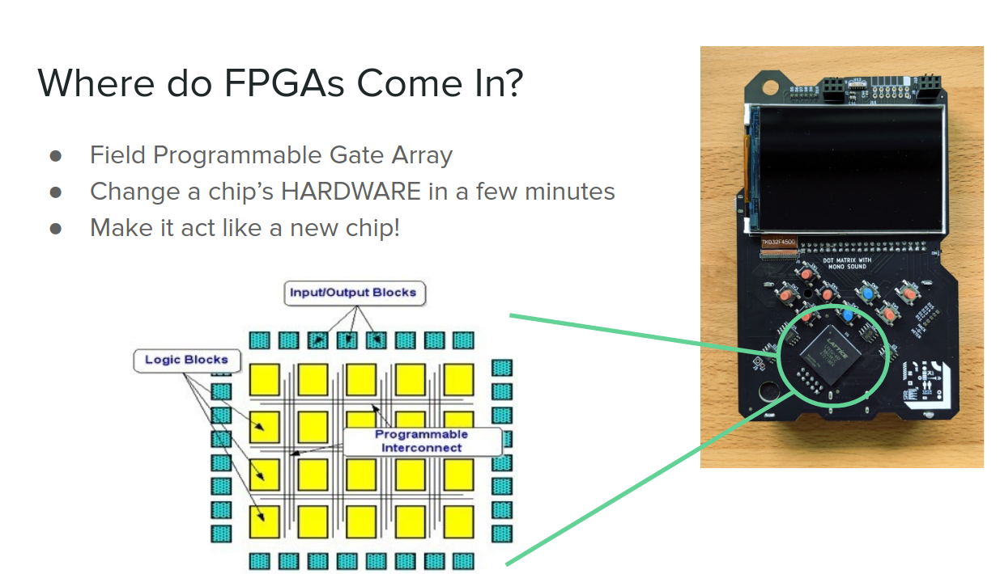 Where do FPGAs Come In?
● Field Programmable Gate Array
● Change a chip’s HARDWARE in a few minutes
● Make it act like a new chip!
Input/Output Blocks
Logic Blocks
Programmable
Interconnect
TK032F4500
DOT MATRIX WITH
MONO SOUND
LATTICE